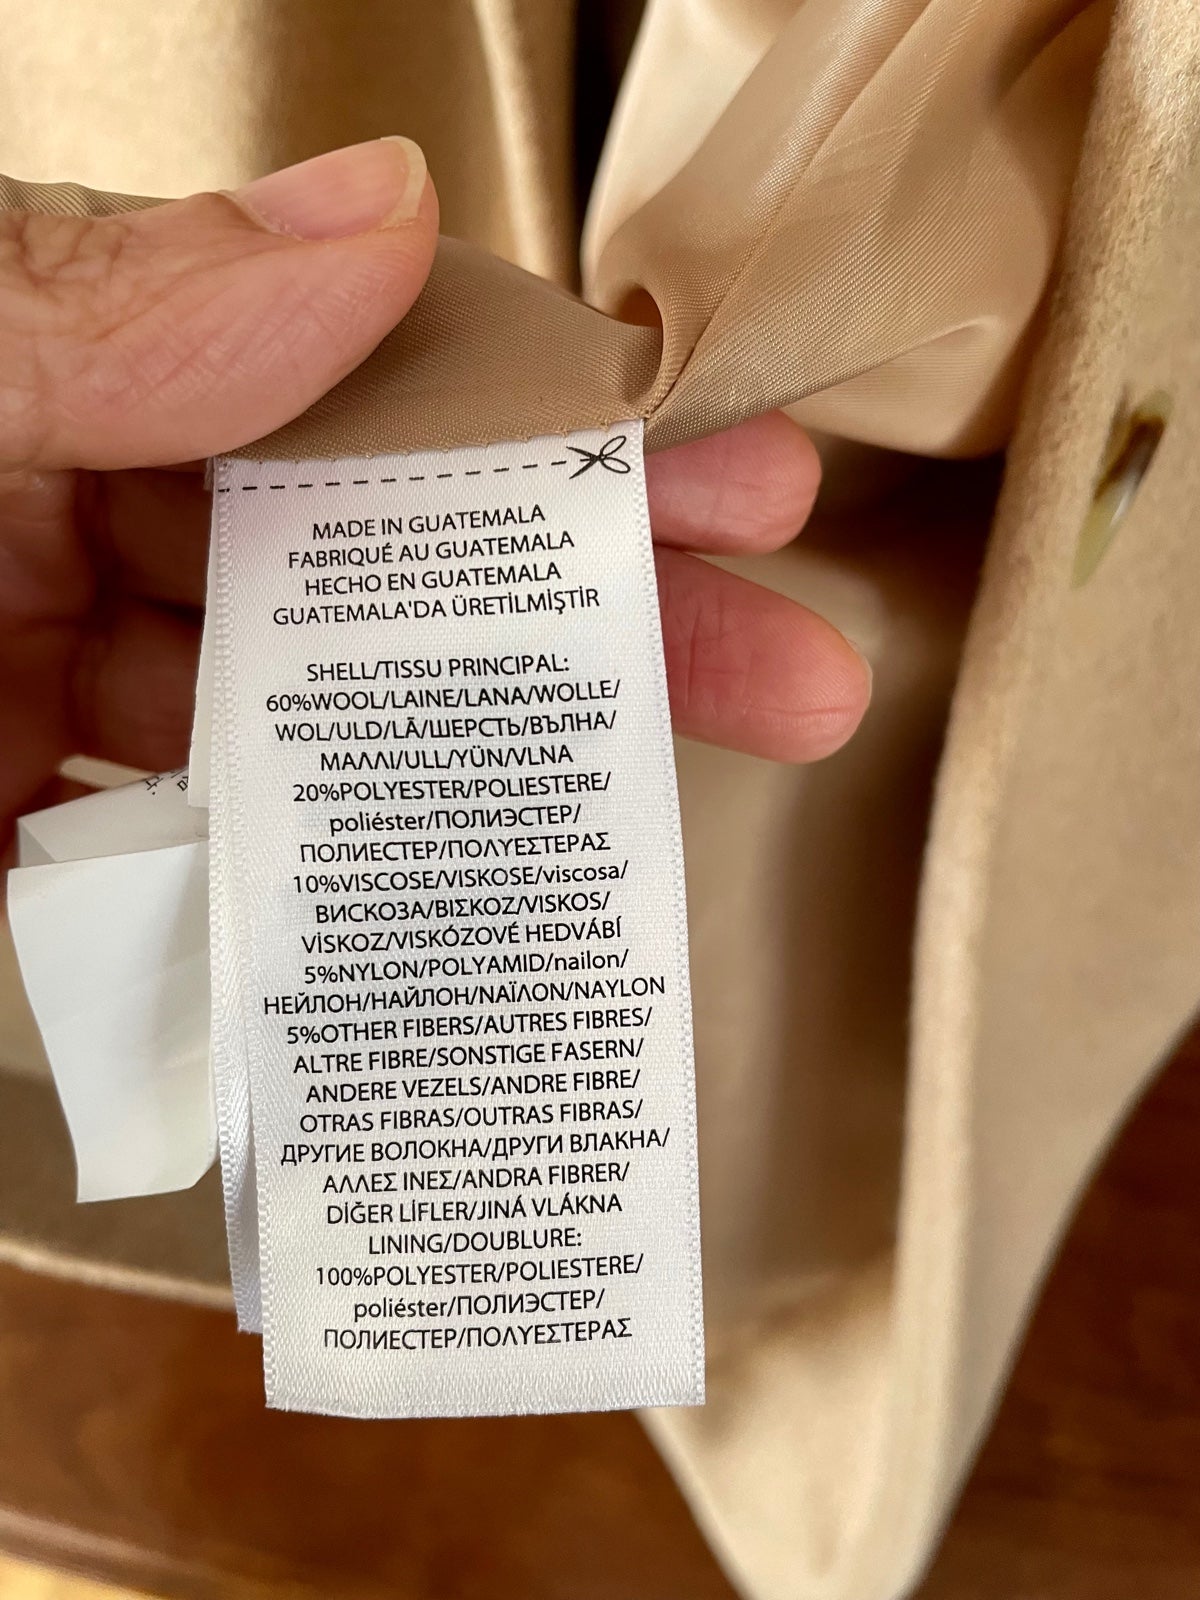 MADE IN GUATEMALA
FABRIQUÉ AU GUATEMALA
HECHO EN GUATEMALA
GUATEMALA'DA ÜRETİLMİŞTİR
SHELL/TISSU PRINCIPAL:
60%WOOL/LAINE/LANA/WOLLE/
WOL/ULD/LÃ/ШЕРСТЬ/ВЪЛНА/
ΜΑΛΛΙ/ULL/YÜN/VLNA
20%POLYESTER/POLIESTERE/
poliéster/ПОЛИЭСТЕР/
ПОЛИЕСТЕР/ΠΟΛΥΕΣΤΕΡΑΣ
10%VISCOSE/VISKOSE/viscosa/
ВИСКОЗА/ΒΙΣΚΟΖ/VISKOS/
VİSKOZ/VISKÓZOVÉ HEDVÁBÍ
5%NYLON/POLYAMID/nailon/
НЕЙЛОН/НАЙЛОН/ΝΑΪΛΟΝ/NAYLON
5%OTHER FIBERS/AUTRES FIBRES/
ALTRE FIBRE/SONSTIGE FASERN/
ANDERE VEZELS/ANDRE FIBRE/
OTRAS FIBRAS/OUTRAS FIBRAS/
ДРУГИЕ ВОЛОКНА/ДРУГИ ВЛАКНА/
ΑΛΛΕΣ ΙΝΕΣ/ANDRA FIBRER/
DİĞER LİFLER/JINÁ VLÁKNA
LINING/DOUBLURE:
100%POLYESTER/POLIESTERE/
poliéster/ПОЛИЭСТЕР/
ПОЛИЕСТЕР/ΠΟΛΥΕΣΤΕΡΑΣ